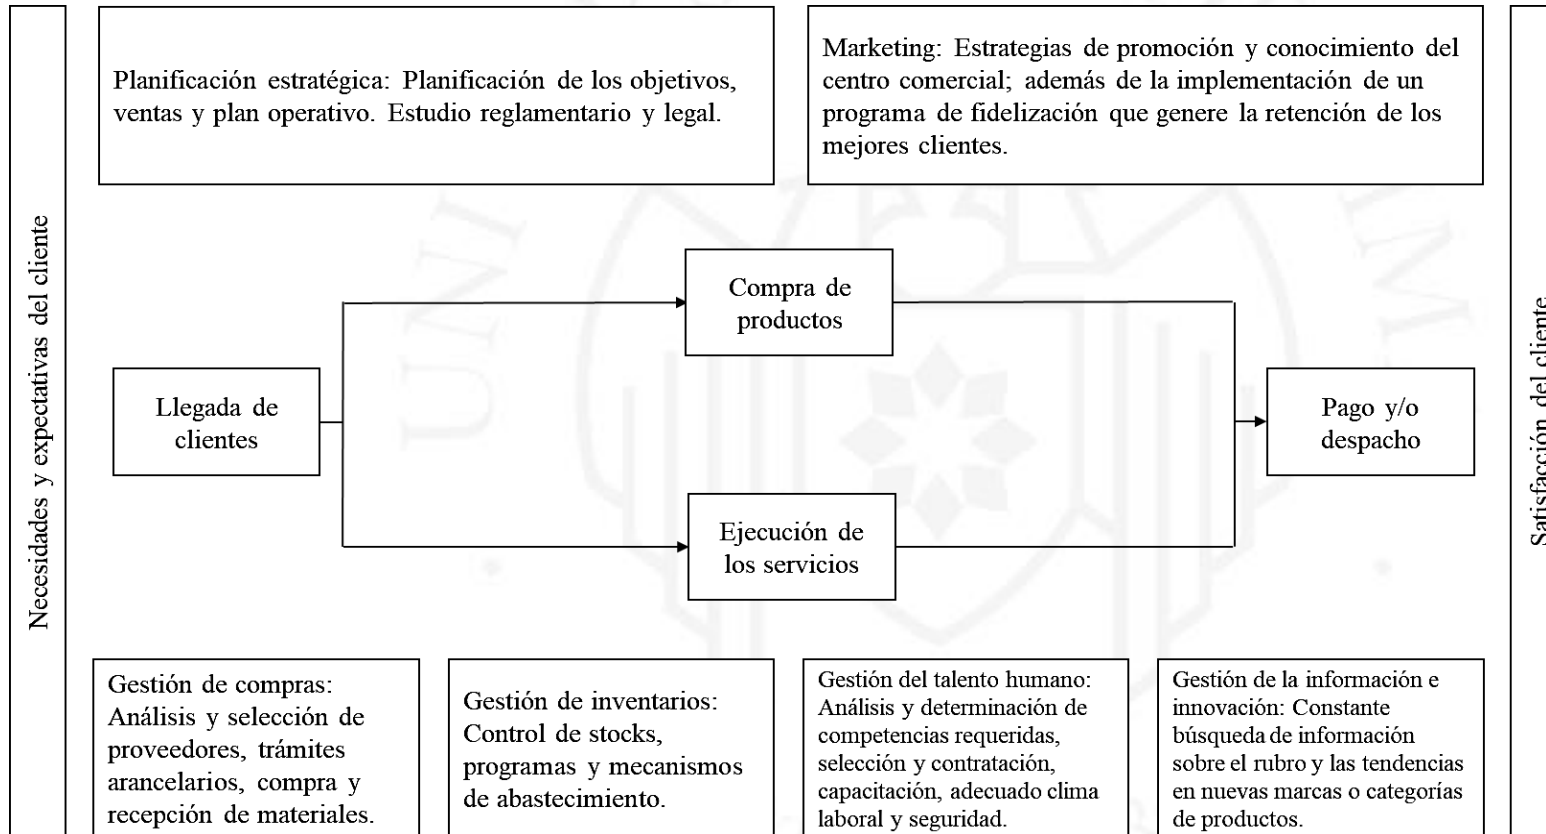 Necesidades y expectativas del cliente
Planificación estratégica: Planificación de los objetivos,
ventas y plan operativo. Estudio reglamentario y legal.
Marketing: Estrategias de promoción y conocimiento del
centro comercial; además de la implementación de un
programa de fidelización que genere la retención de los
mejores clientes.
Llegada de
clientes
Compra de
productos
Ejecución de
los servicios
Pago y/o
despacho
Gestión de compras:
Análisis y selección de
proveedores, trámites
arancelarios, compra y
recepción de materiales.
Gestión de inventarios:
Control de stocks,
programas y mecanismos
de abastecimiento.
Gestión del talento humano:
Análisis y determinación de
competencias requeridas,
selección y contratación,
capacitación, adecuado clima
laboral y seguridad.
Gestión de la información e
innovación: Constante
búsqueda de información
sobre el rubro y las tendencias
en nuevas marcas o categorías
de productos.
Satisfacción del cliente
UNI
IM